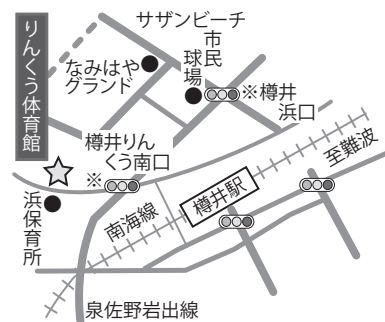 りんくう体育館
サザンビーチ
市民
球場
なみはや
グランド
※樽井
浜口
樽井りん
くう南口
※
至難波
浜保育所
南海線
樽井駅
泉佐野岩出線